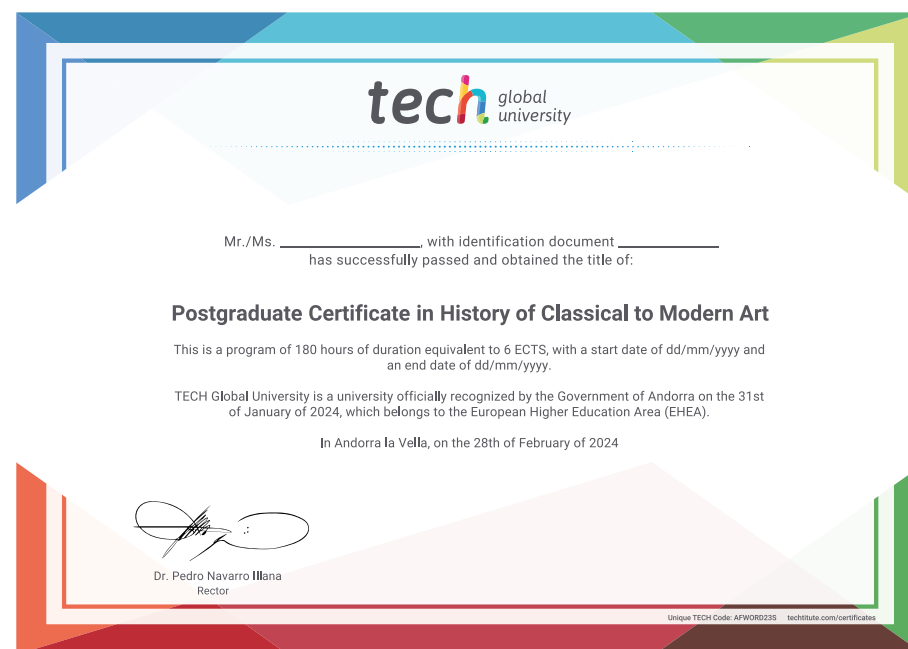 tech global
university
Mr./Ms. ____________, with identification document ____________
has successfully passed and obtained the title of:
Postgraduate Certificate in History of Classical to Modern Art
This is a program of 180 hours of duration equivalent to 6 ECTS, with a start date of dd/mm/yyyy and
an end date of dd/mm/yyyy.
TECH Global University is a university officially recognized by the Government of Andorra on the 31st
of January of 2024, which belongs to the European Higher Education Area (EHEA).
In Andorra la Vella, on the 28th of February of 2024
Dr. Pedro Navarro Illana
Rector
Unique TECH Code: AFWORD23S techtitute.com/certificates